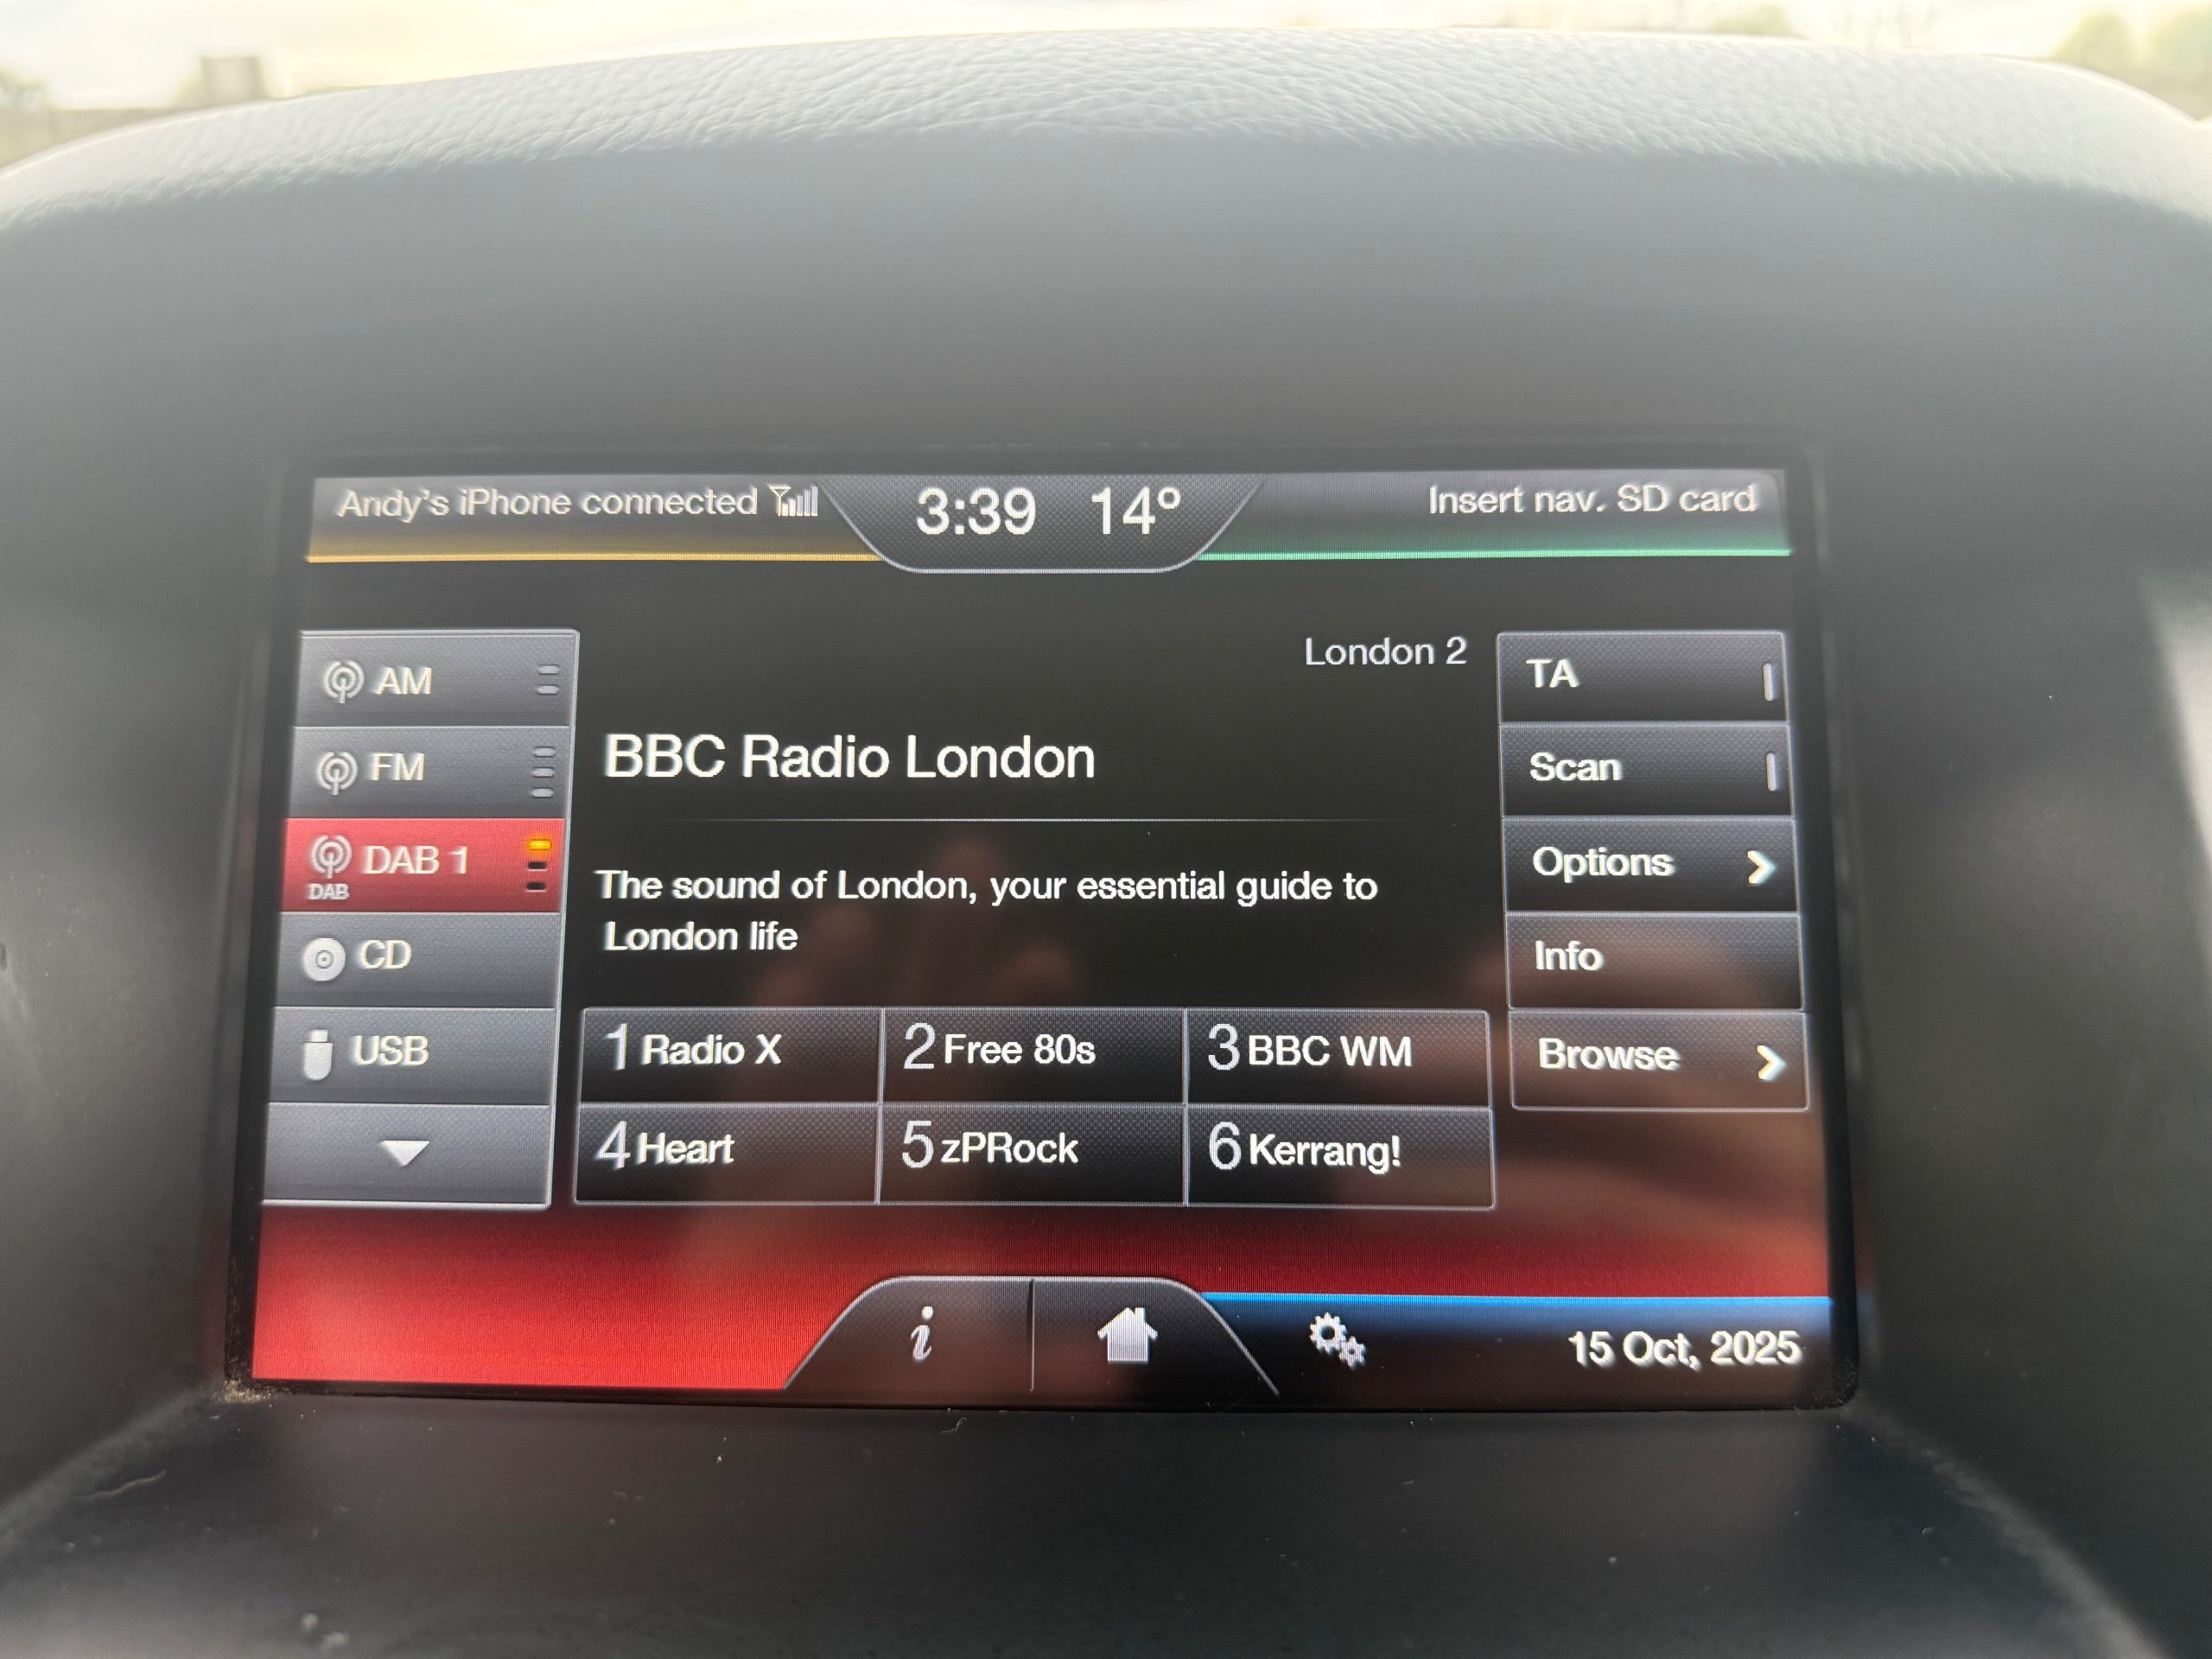 Andy's iPhone connected
3:39 14°
Insert nav. SD card
London 2
AM
FM
DAB 1
DAB
CD
USB
BBC Radio London
The sound of London, your essential guide to
London life
1 Radio X
2 Free 80s
3 BBC WM
4 Heart
5 zPRock
6 Kerrang!
TA
Scan
Options
Info
Browse
i
15 Oct, 2025